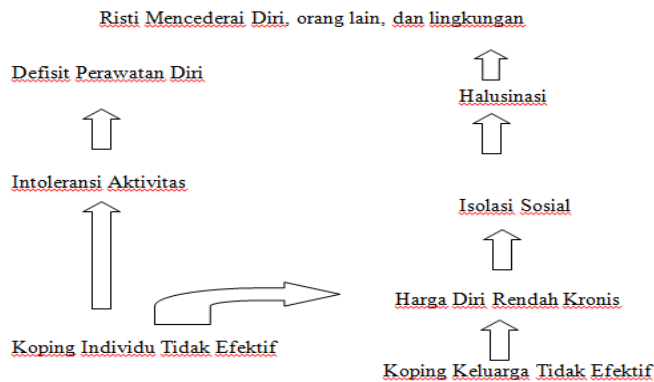 Risti Mencederai Diri, orang lain, dan lingkungan
Defisit Perawatan Diri
Halusinasi
Intoleransi Aktivitas
Isolasi Sosial
Harga Diri Rendah Kronis
Koping Individu Tidak Efektif
Koping Keluarga Tidak Efektif